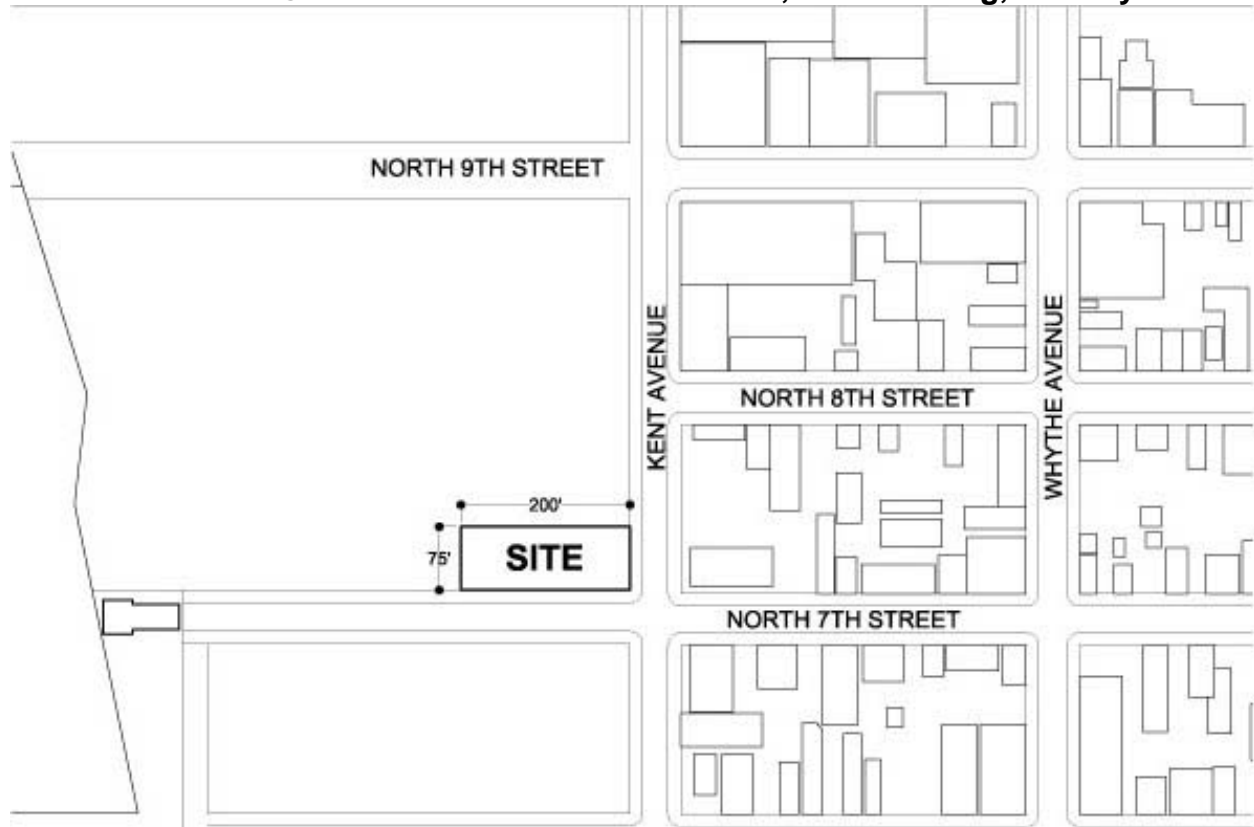 NORTH 9TH STREET
KENT AVENUE
WHYTHE AVENUE
NORTH 8TH STREET
200'
75'
SITE
NORTH 7TH STREET